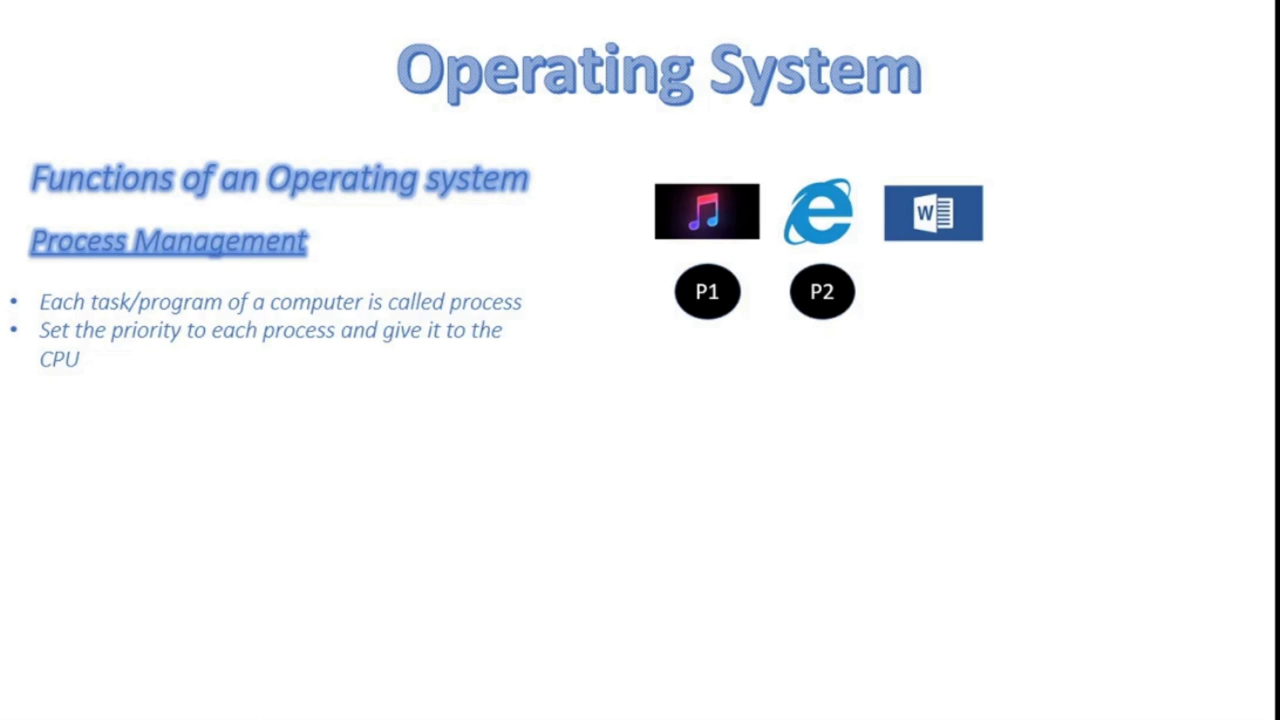 Operating System
Functions of an Operating system
Process Management
• Each task/program of a computer is called process
• Set the priority to each process and give it to the
CPU
W
P1 P2